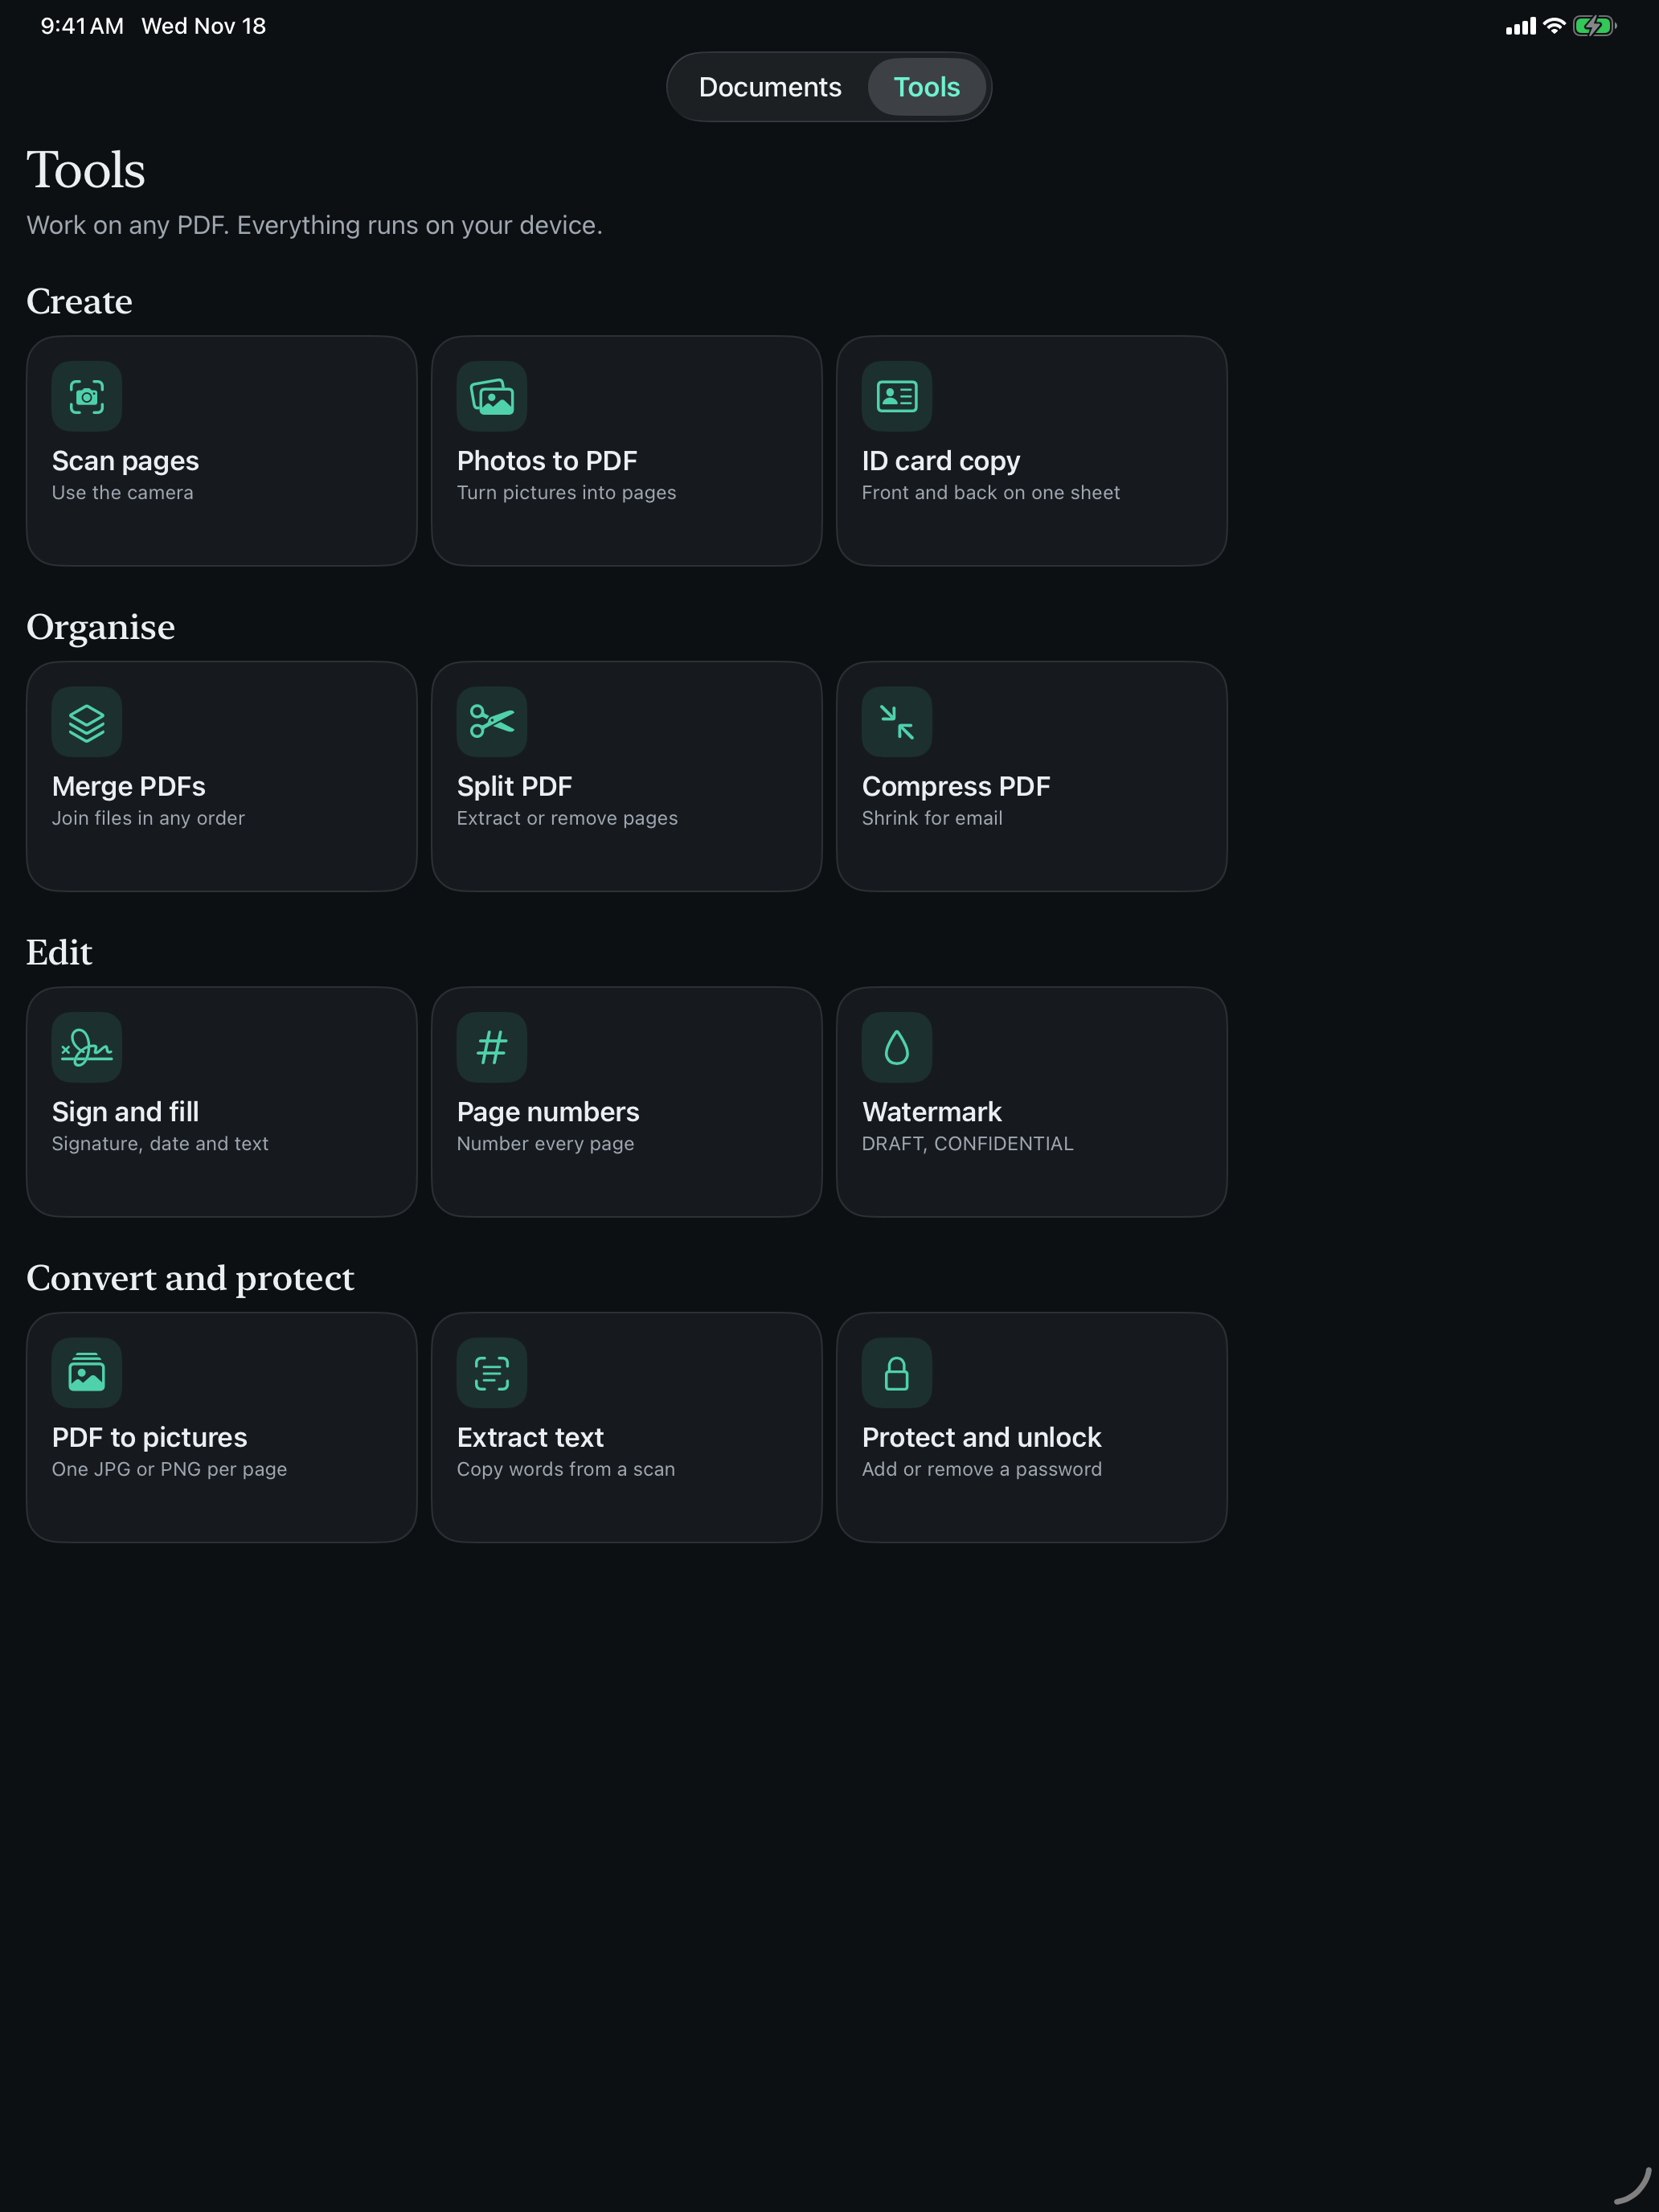 9:41 AM Wed Nov 18
Documents Tools
Tools
Work on any PDF. Everything runs on your device.
Create
Scan pages
Use the camera
Photos to PDF
Turn pictures into pages
ID card copy
Front and back on one sheet
Organise
Merge PDFs
Join files in any order
Split PDF
Extract or remove pages
Compress PDF
Shrink for email
Edit
Sign and fill
Signature, date and text
Page numbers
Number every page
Watermark
DRAFT, CONFIDENTIAL
Convert and protect
PDF to pictures
One JPG or PNG per page
Extract text
Copy words from a scan
Protect and unlock
Add or remove a password